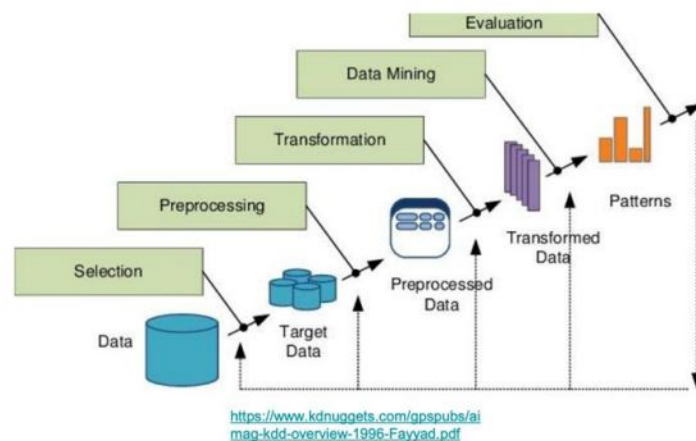 Evaluation
Data Mining
Transformation
Preprocessing
Selection
Data
Target
Data
Preprocessed
Data
Transformed
Data
Patterns
https://www.kdnuggets.com/gpspubs/ai
mag-kdd-overview-1996-Fayyad.pdf